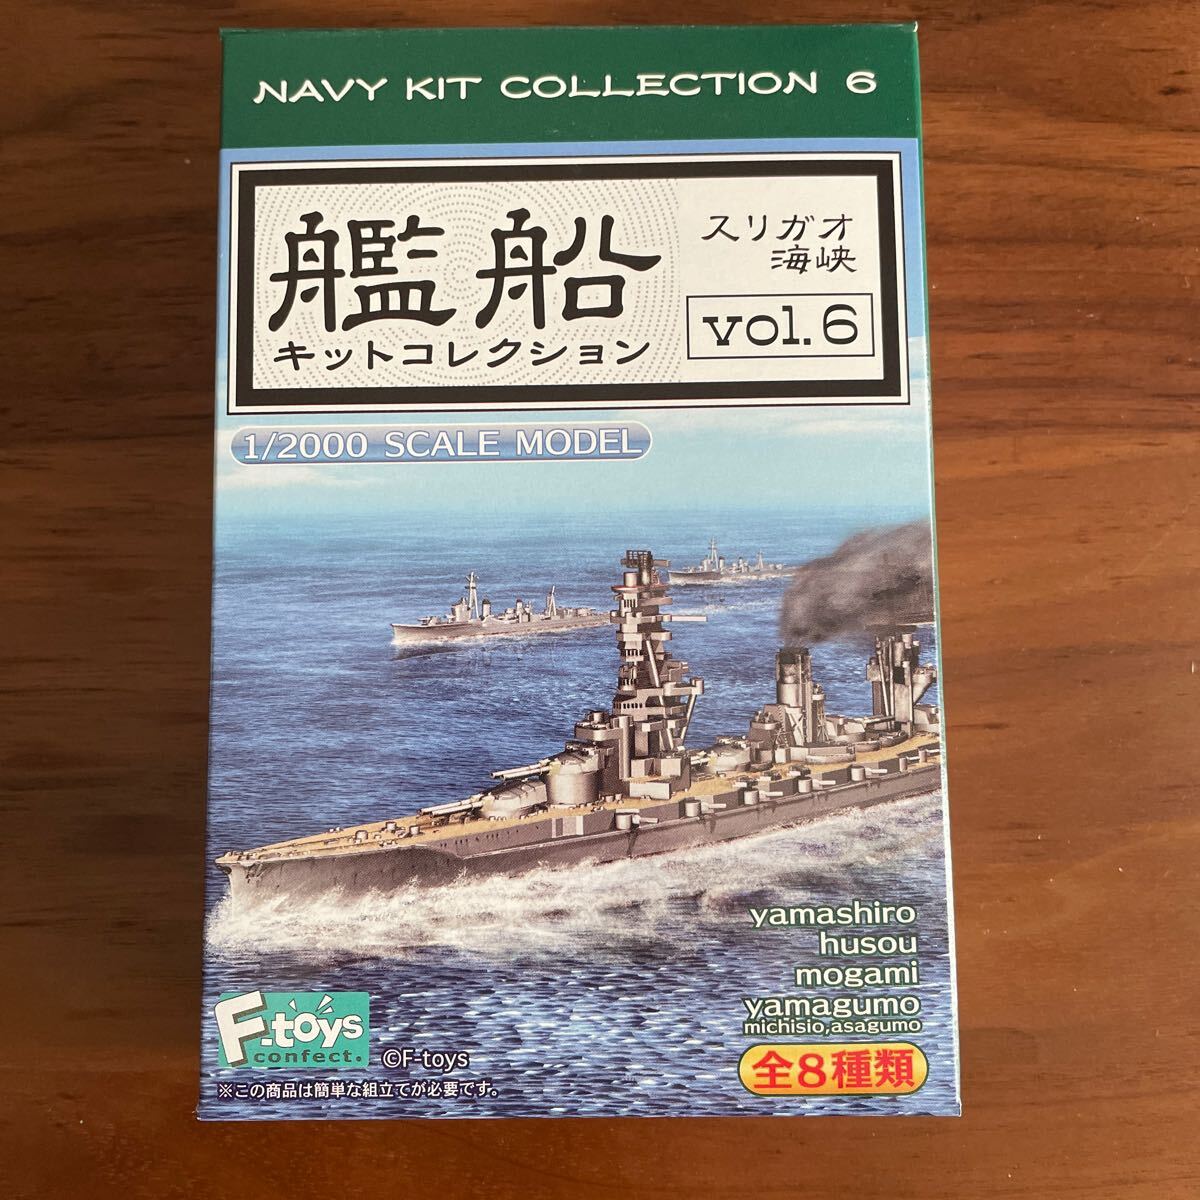 NAVY KIT COLLECTION 6
艦船
キットコレクション
スリガオ
海峡
vol.6
1/2000 SCALE MODEL
yamashiro
husou
mogami
yamagumo
michisio,asagumo
全8種類
F-toys
confect.
©F-toys
※この商品は簡単な組立てが必要です。